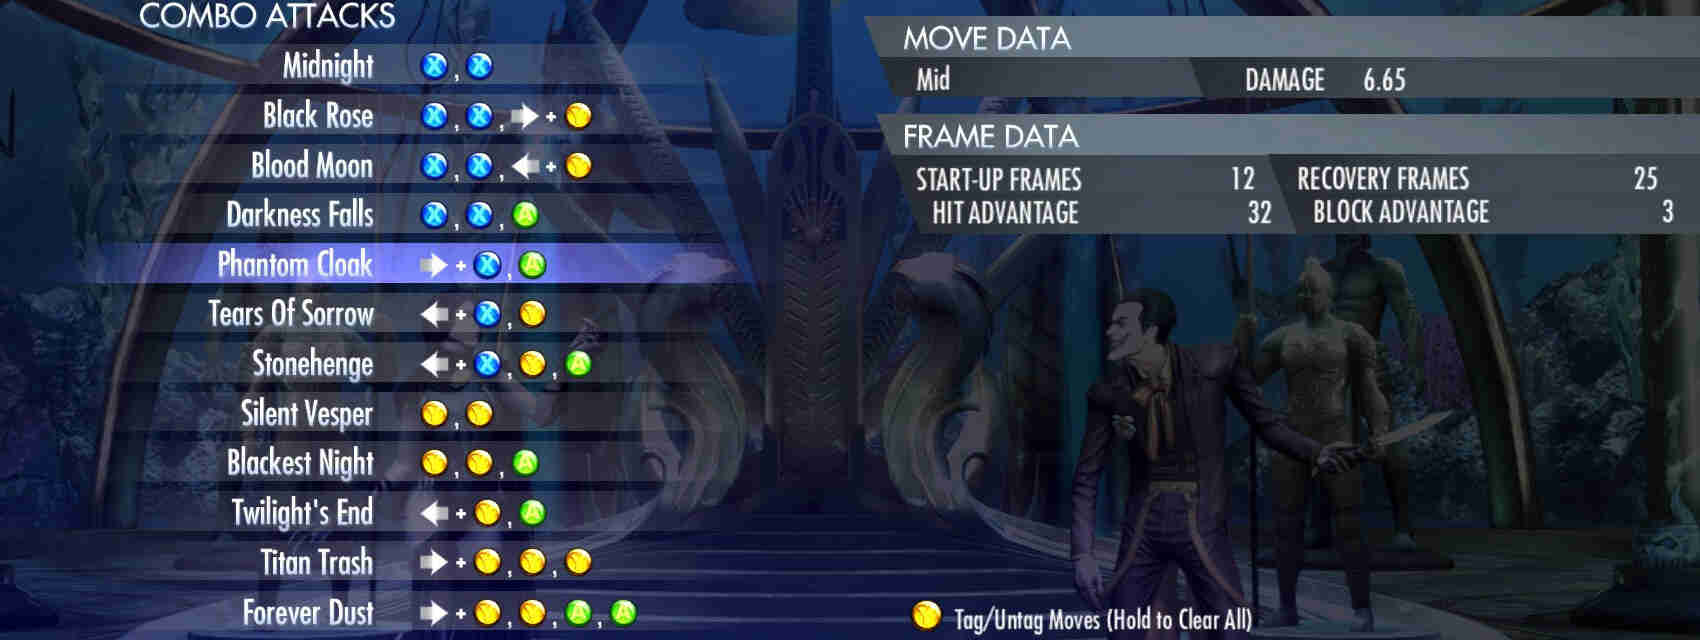 COMBO ATTACKS
Midnight X , X
Black Rose X , X , + Y
Blood Moon X , X , + Y
Darkness Falls X , X , A
Phantom Cloak + X , A
Tears Of Sorrow + X , Y
Stonehenge + X , Y , A
Silent Vesper Y , Y
Blackest Night Y , Y , A
Twilight's End + Y , A
Titan Trash + Y , Y , Y
Forever Dust + Y , Y , A , A
MOVE DATA
Mid DAMAGE 6.65
FRAME DATA
START-UP FRAMES 12 RECOVERY FRAMES 25
HIT ADVANTAGE 32 BLOCK ADVANTAGE 3
Y Tag/Untag Moves (Hold to Clear All)